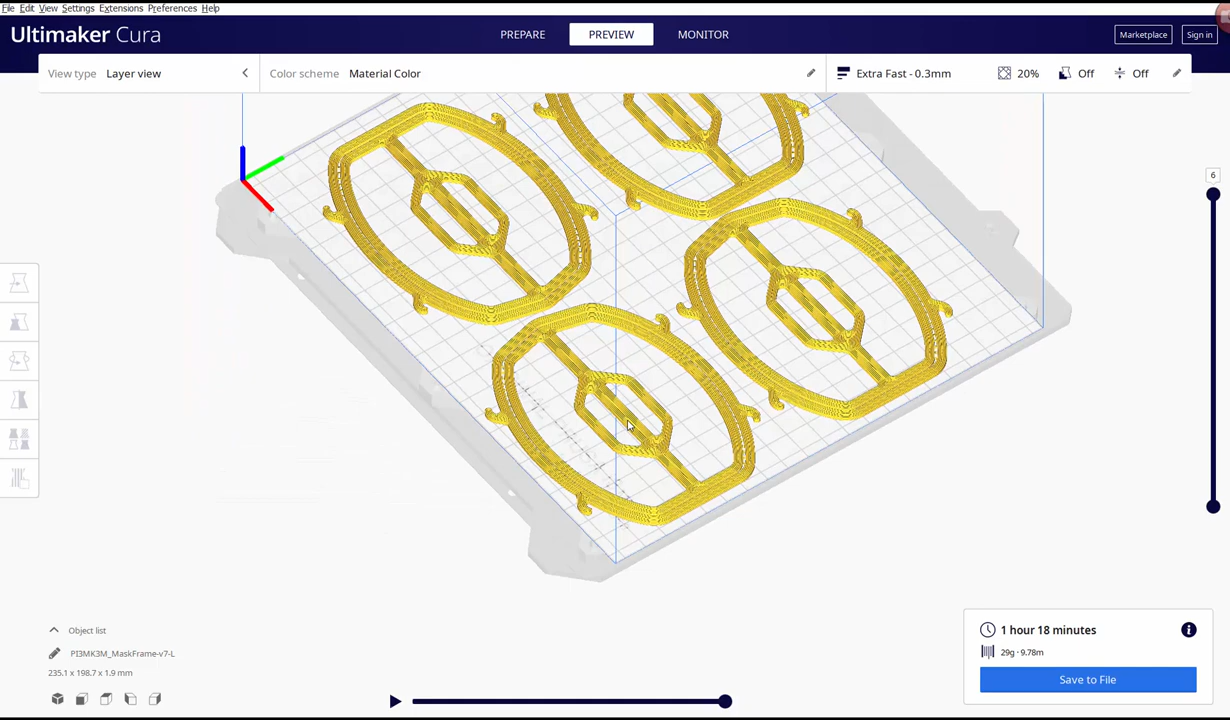 File Edit View Settings Extensions Preferences Help
Ultimaker Cura
PREPARE PREVIEW MONITOR
Marketplace Sign in
View type Layer view
Color scheme Material Color
Extra Fast - 0.3mm 20% Off Off
6
Object list
PI3MK3M_MaskFrame-v7-L
235.1 x 198.7 x 1.9 mm
1 hour 18 minutes
29g · 9.78m
Save to File